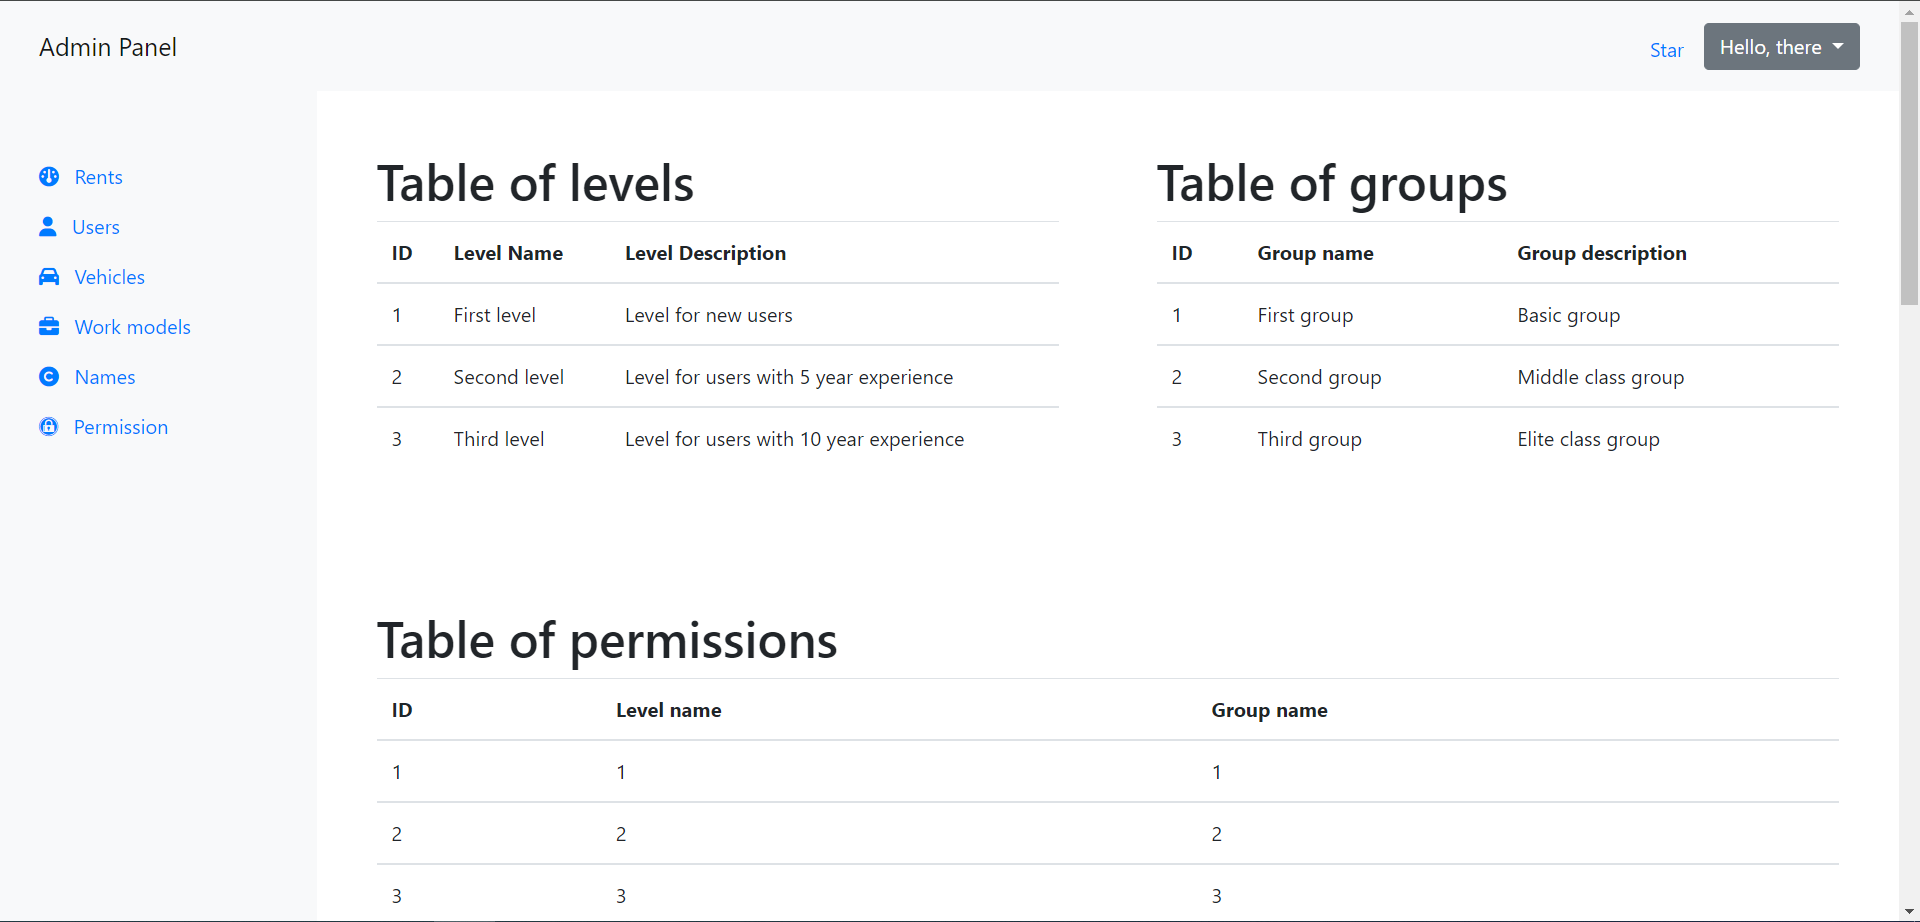 Admin Panel
Star
Hello, there
Rents
Users
Vehicles
Work models
Names
Permission
Table of levels
ID Level Name Level Description
1 First level Level for new users
2 Second level Level for users with 5 year experience
3 Third level Level for users with 10 year experience
Table of groups
ID Group name Group description
1 First group Basic group
2 Second group Middle class group
3 Third group Elite class group
Table of permissions
ID Level name Group name
1 1 1
2 2 2
3 3 3